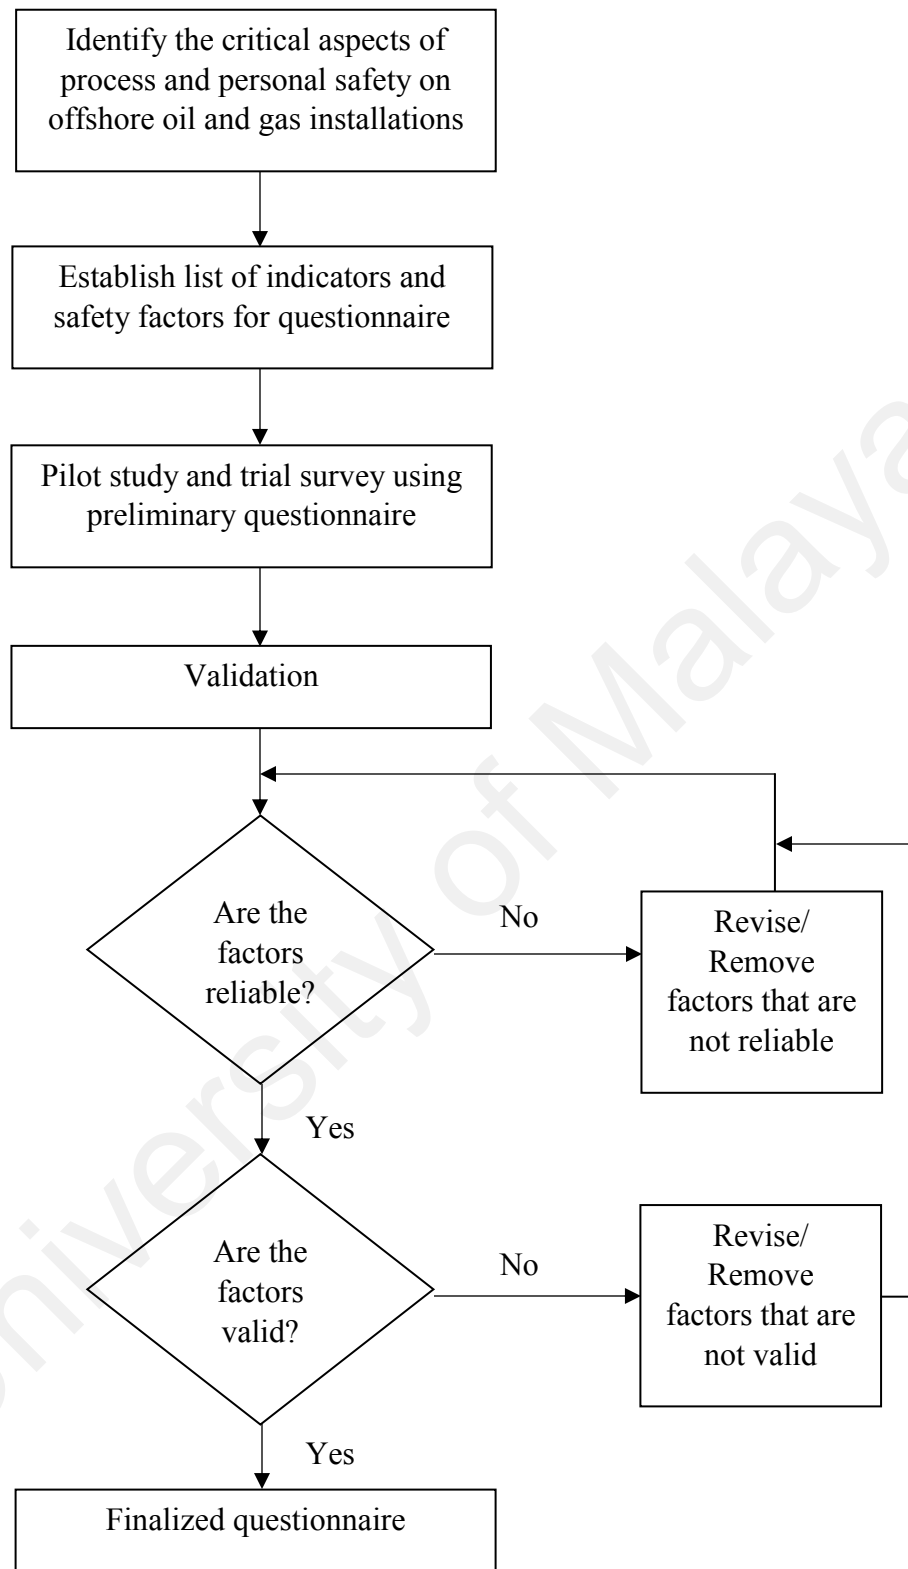 Identify the critical aspects of
process and personal safety on
offshore oil and gas installations
Establish list of indicators and
safety factors for questionnaire
Pilot study and trial survey using
preliminary questionnaire
Validation
Are the
factors
reliable?
No
Revise/
Remove
factors that are
not reliable
Yes
Are the
factors
valid?
No
Revise/
Remove
factors that are
not valid
Yes
Finalized questionnaire
University of Malaya